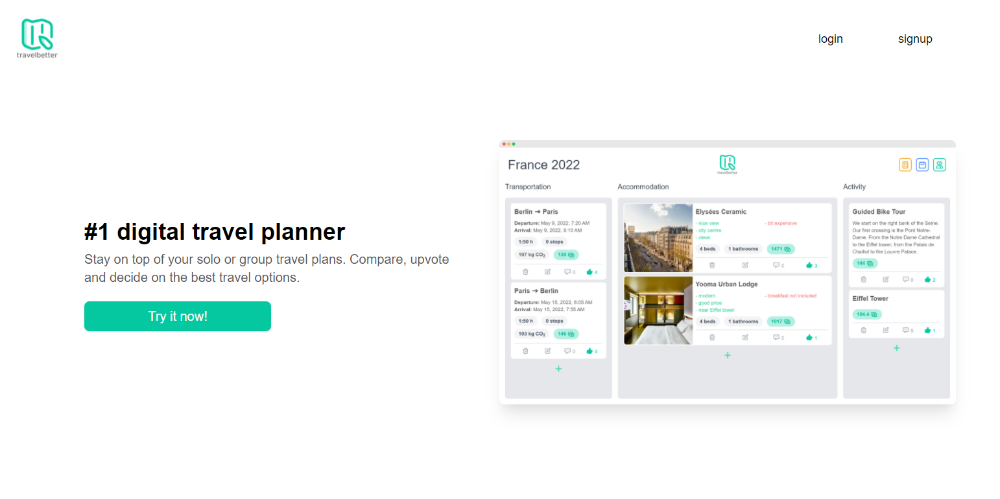 travelbetter
login
signup
#1 digital travel planner
Stay on top of your solo or group travel plans. Compare, upvote
and decide on the best travel options.
Try it now!
France 2022
travelbetter
Transportation
Berlin → Paris
Departure: May 9, 2022, 7:20 AM
Arrival: May 9, 2022, 9:10 AM
1:50 h
0 stops
197 kg CO₂
130
0
4
Paris → Berlin
Departure: May 15, 2022, 6:05 AM
Arrival: May 15, 2022, 7:55 AM
1:50 h
0 stops
193 kg CO₂
146
0
4
+
Accommodation
Elysées Ceramic
- nice view
- bit expensive
- city centre
- clean
4 beds
1 bathrooms
1471
0
3
Yooma Urban Lodge
- modern
- breakfast not included
- good price
- near Eiffel tower
4 beds
1 bathrooms
1017
0
1
+
Activity
Guided Bike Tour
We start on the right bank of the Seine.
Our first crossing is the Pont Notre-
Dame. From the Notre Dame Cathedral
to the Eiffel tower; from the Palais de
Chaillot to the Louvre Palace.
144
0
2
Eiffel Tower
104.4
0
1
+